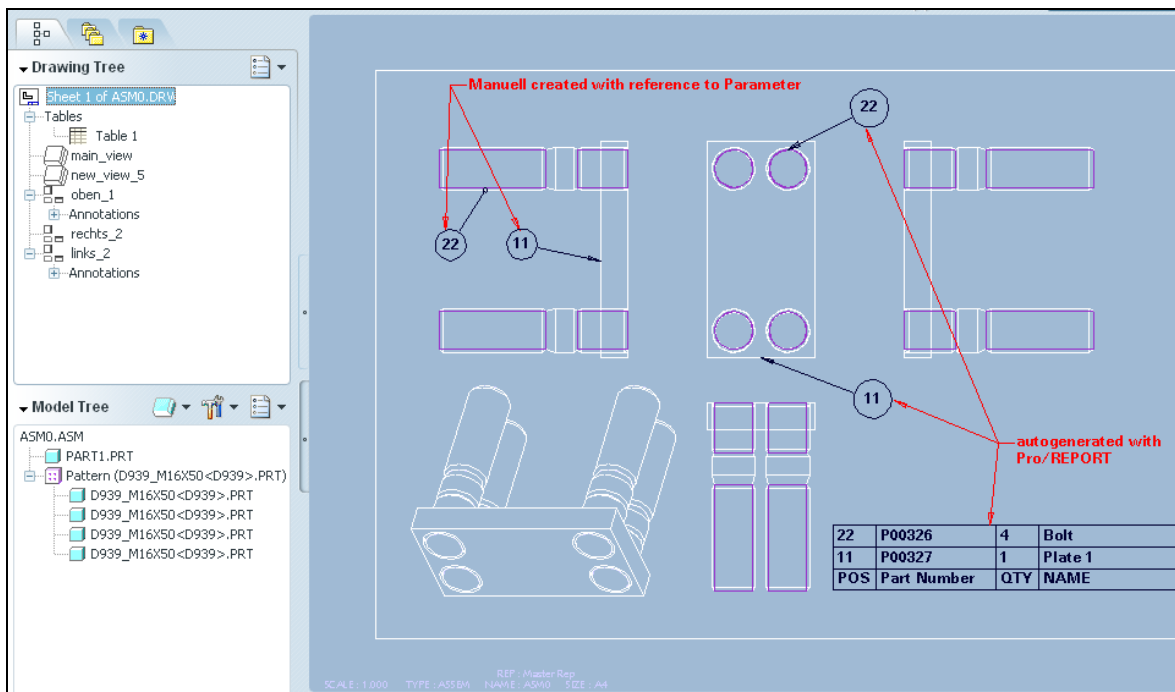 Drawing Tree
Sheet 1 of ASM0.DRW
Tables
Table 1
main_view
new_view_5
oben_1
Annotations
rechts_2
links_2
Annotations
Model Tree
ASM0.ASM
PART1.PRT
Pattern (D939_M16X50<D939>.PRT)
D939_M16X50<D939>.PRT
D939_M16X50<D939>.PRT
D939_M16X50<D939>.PRT
D939_M16X50<D939>.PRT
Manuell created with reference to Parameter
22
22
11
11
autogenerated with
Pro/REPORT
22 P00326 4 Bolt
11 P00327 1 Plate 1
POS Part Number QTY NAME
REP : Master Rep
SCALE : 1.000 TYPE : ASSEM NAME : ASM0 SIZE : A4